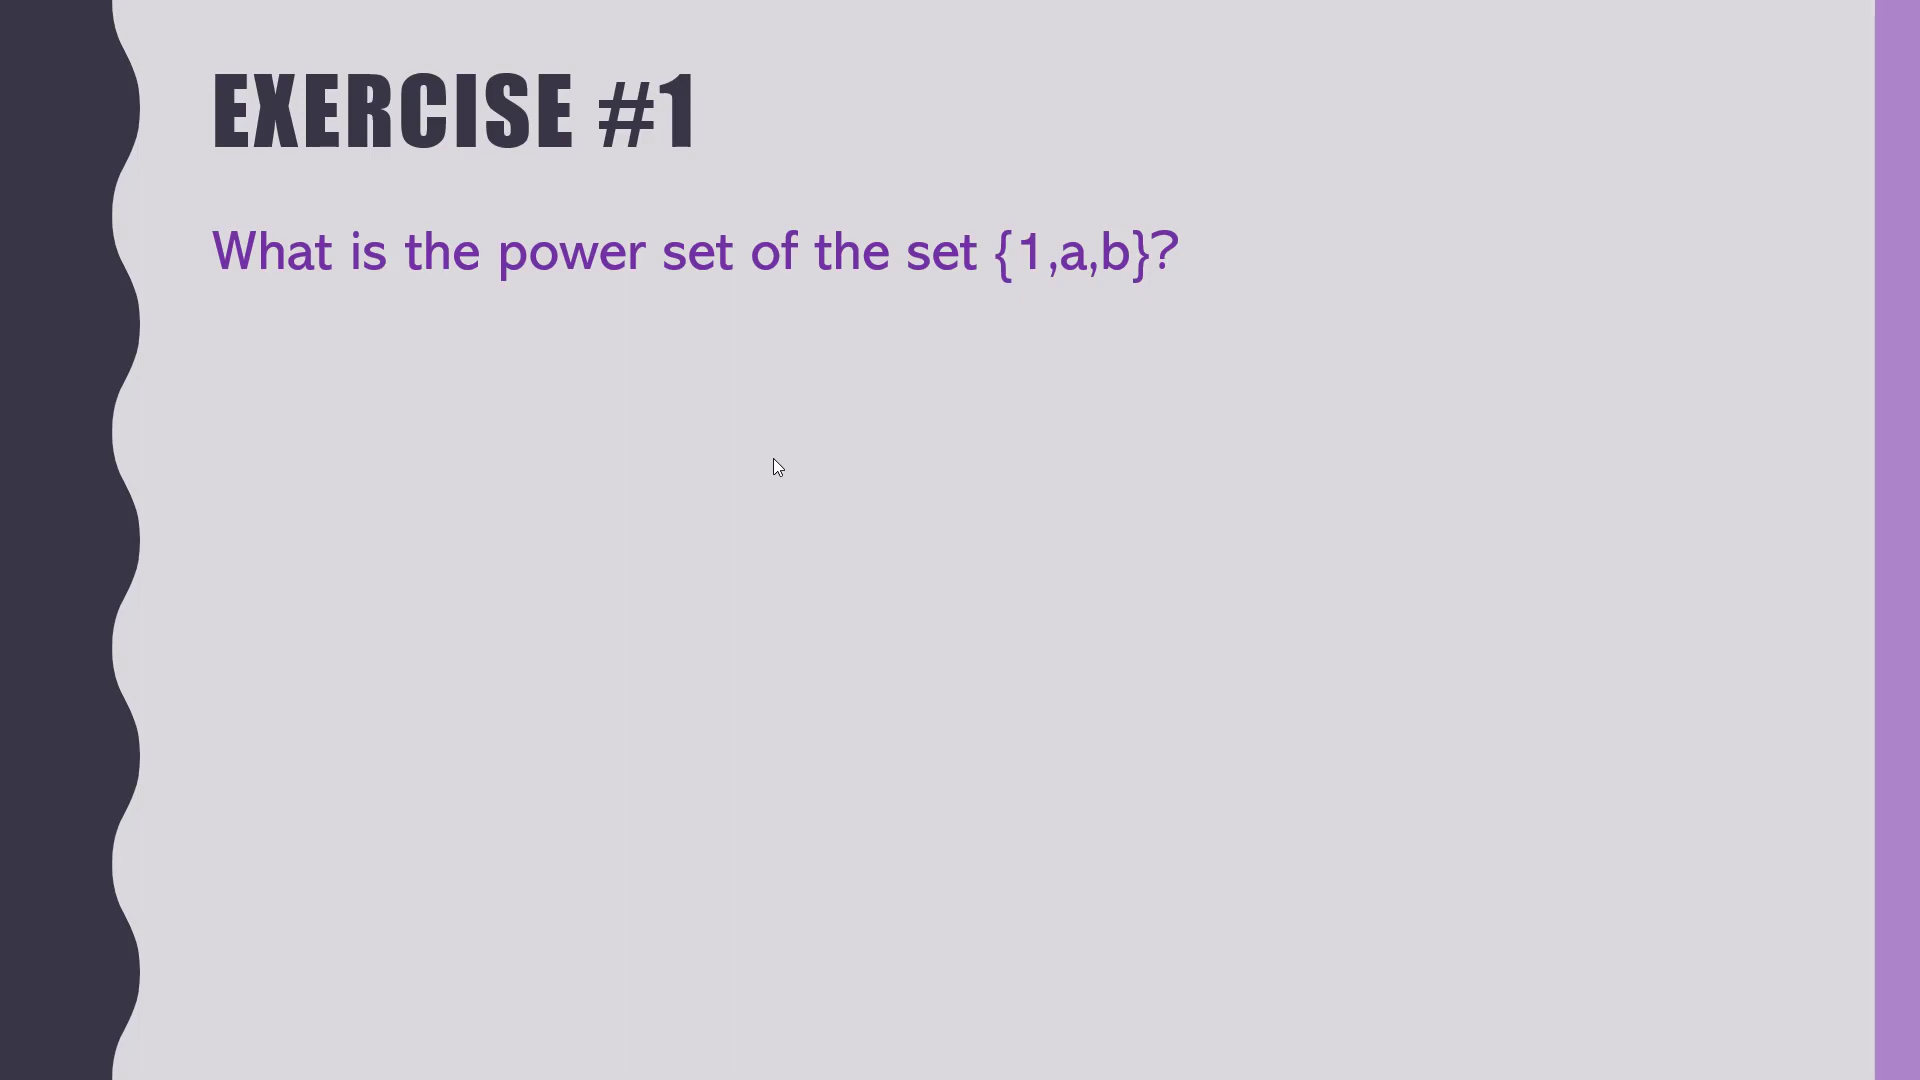 EXERCISE #1
What is the power set of the set {1,a,b}?